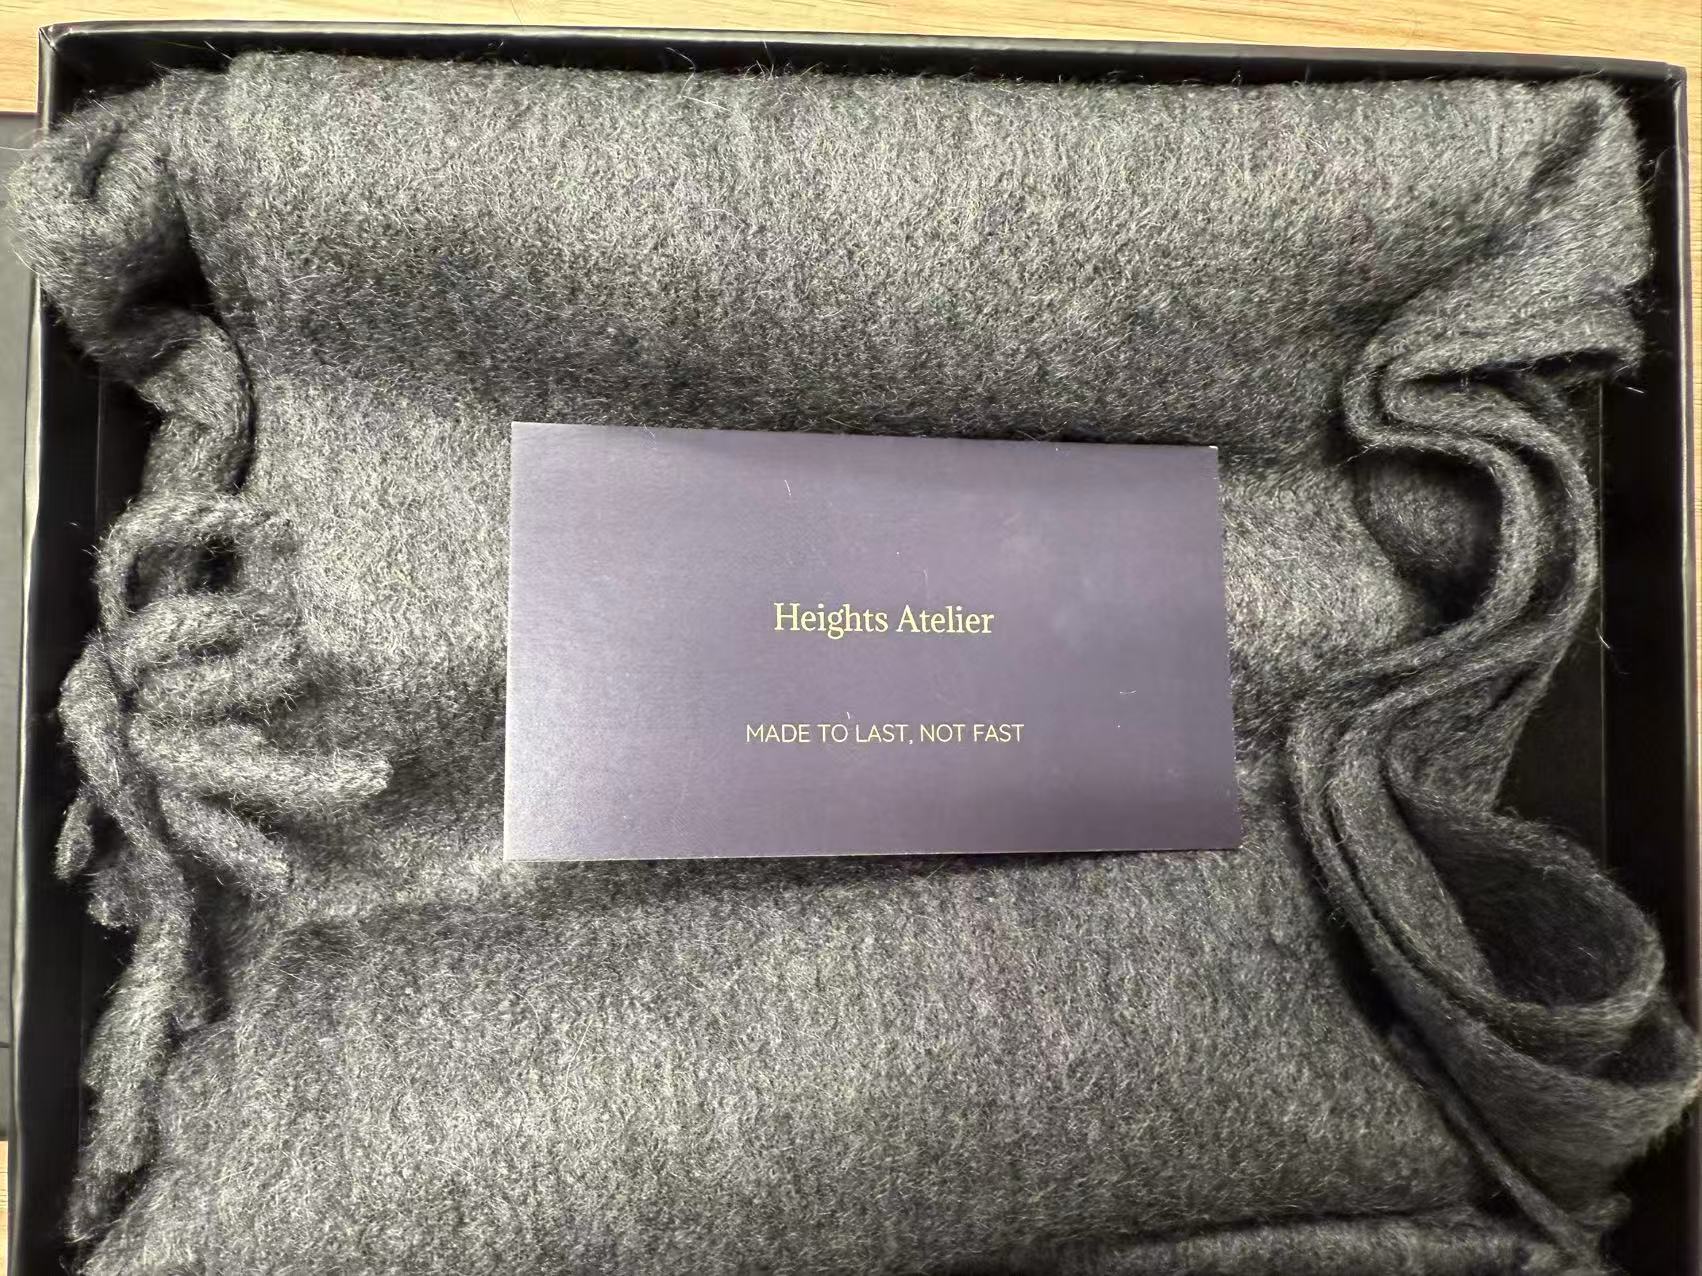 Heights Atelier
MADE TO LAST, NOT FAST